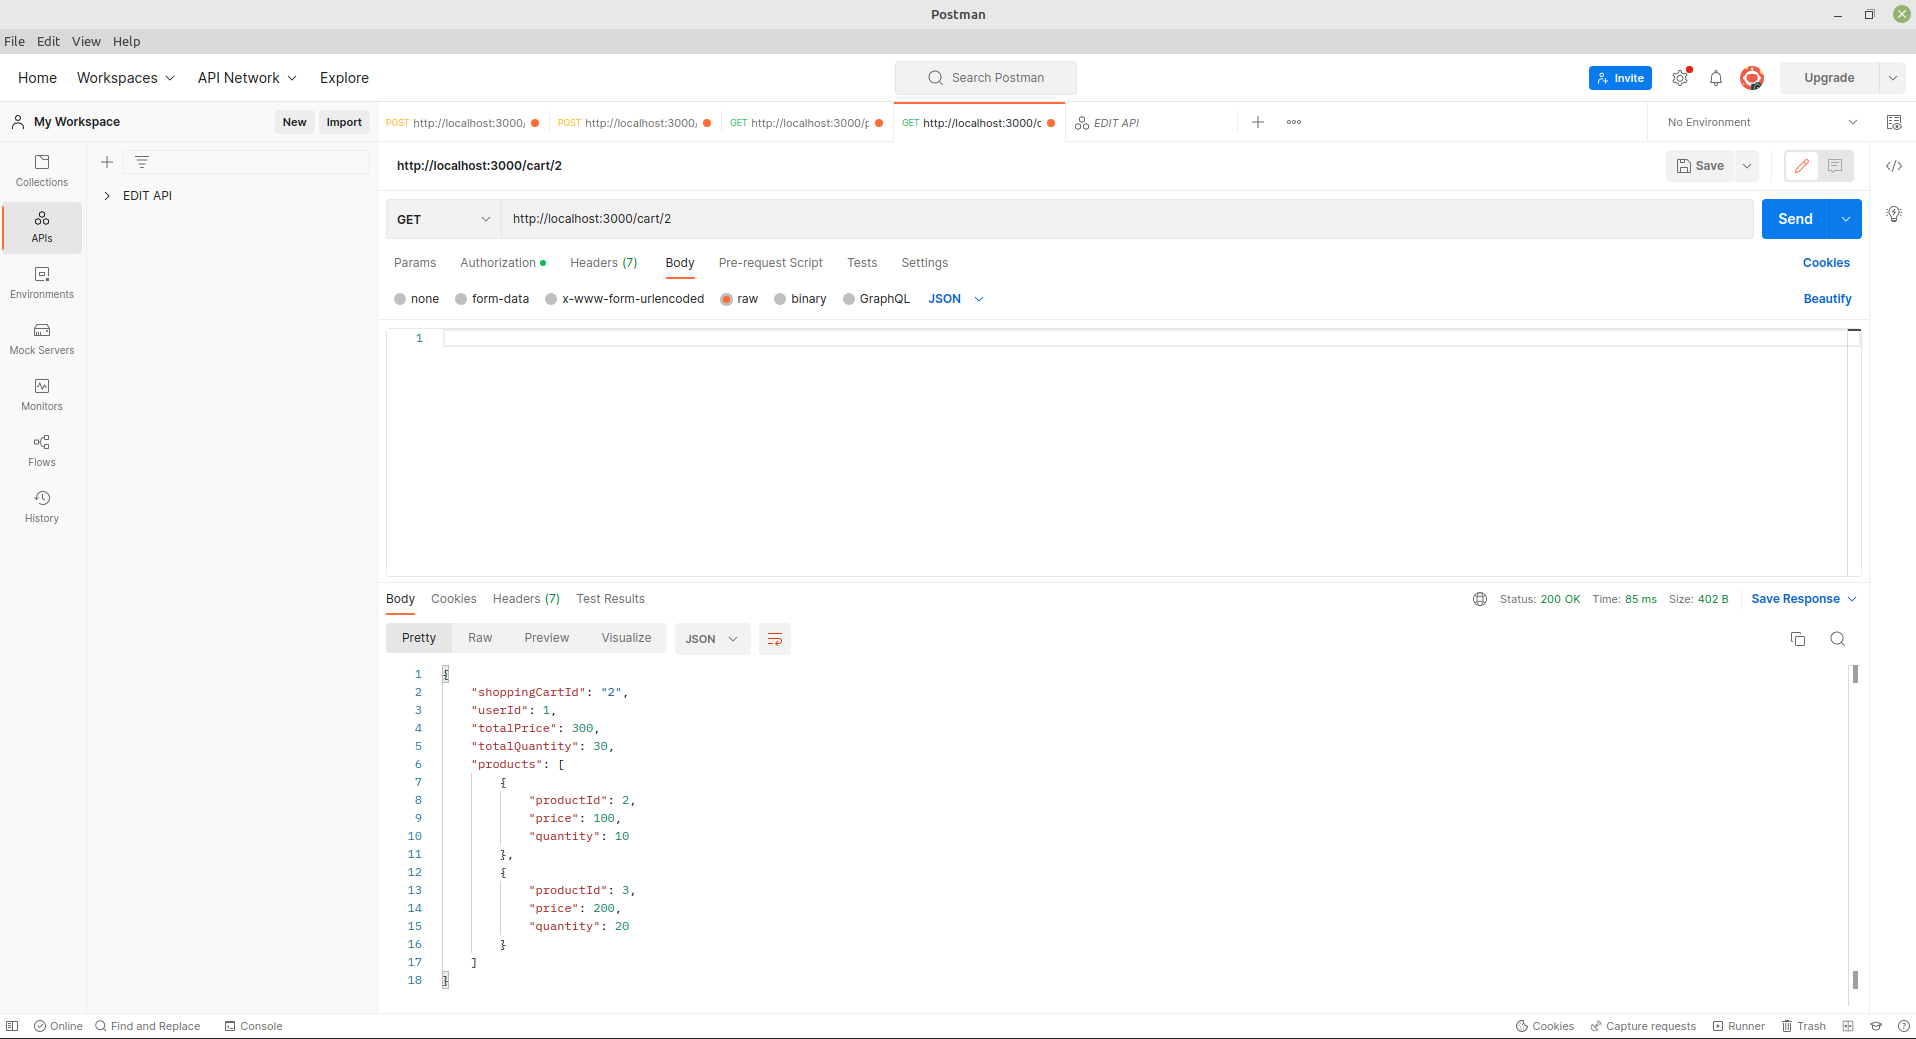 Postman
File Edit View Help
Home Workspaces API Network Explore Search Postman Invite Upgrade
My Workspace New Import POST http://localhost:3000/ POST http://localhost:3000/ GET http://localhost:3000/p GET http://localhost:3000/c EDIT API No Environment
Collections
APIs
Environments
Mock Servers
Monitors
Flows
History
EDIT API
http://localhost:3000/cart/2 Save
GET http://localhost:3000/cart/2 Send
Params Authorization Headers (7) Body Pre-request Script Tests Settings Cookies
none form-data x-www-form-urlencoded raw binary GraphQL JSON Beautify
1
Body Cookies Headers (7) Test Results Status: 200 OK Time: 85 ms Size: 402 B Save Response
Pretty Raw Preview Visualize JSON
1 {
2 "shoppingCartId": "2",
3 "userId": 1,
4 "totalPrice": 300,
5 "totalQuantity": 30,
6 "products": [
7 {
8 "productId": 2,
9 "price": 100,
10 "quantity": 10
11 },
12 {
13 "productId": 3,
14 "price": 200,
15 "quantity": 20
16 }
17 ]
18 }
Online Find and Replace Console Cookies Capture requests Runner Trash